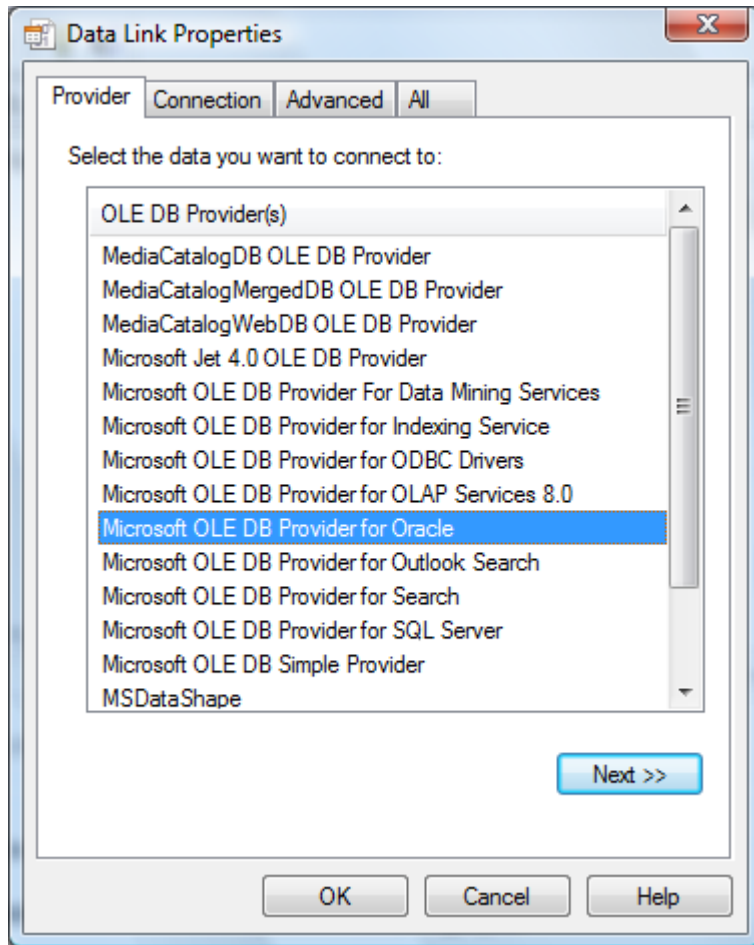 Data Link Properties
Provider Connection Advanced All
Select the data you want to connect to:
OLE DB Provider(s)
MediaCatalogDB OLE DB Provider
MediaCatalogMergedDB OLE DB Provider
MediaCatalogWebDB OLE DB Provider
Microsoft Jet 4.0 OLE DB Provider
Microsoft OLE DB Provider For Data Mining Services
Microsoft OLE DB Provider for Indexing Service
Microsoft OLE DB Provider for ODBC Drivers
Microsoft OLE DB Provider for OLAP Services 8.0
Microsoft OLE DB Provider for Oracle
Microsoft OLE DB Provider for Outlook Search
Microsoft OLE DB Provider for Search
Microsoft OLE DB Provider for SQL Server
Microsoft OLE DB Simple Provider
MSDataShape
Next >>
OK Cancel Help